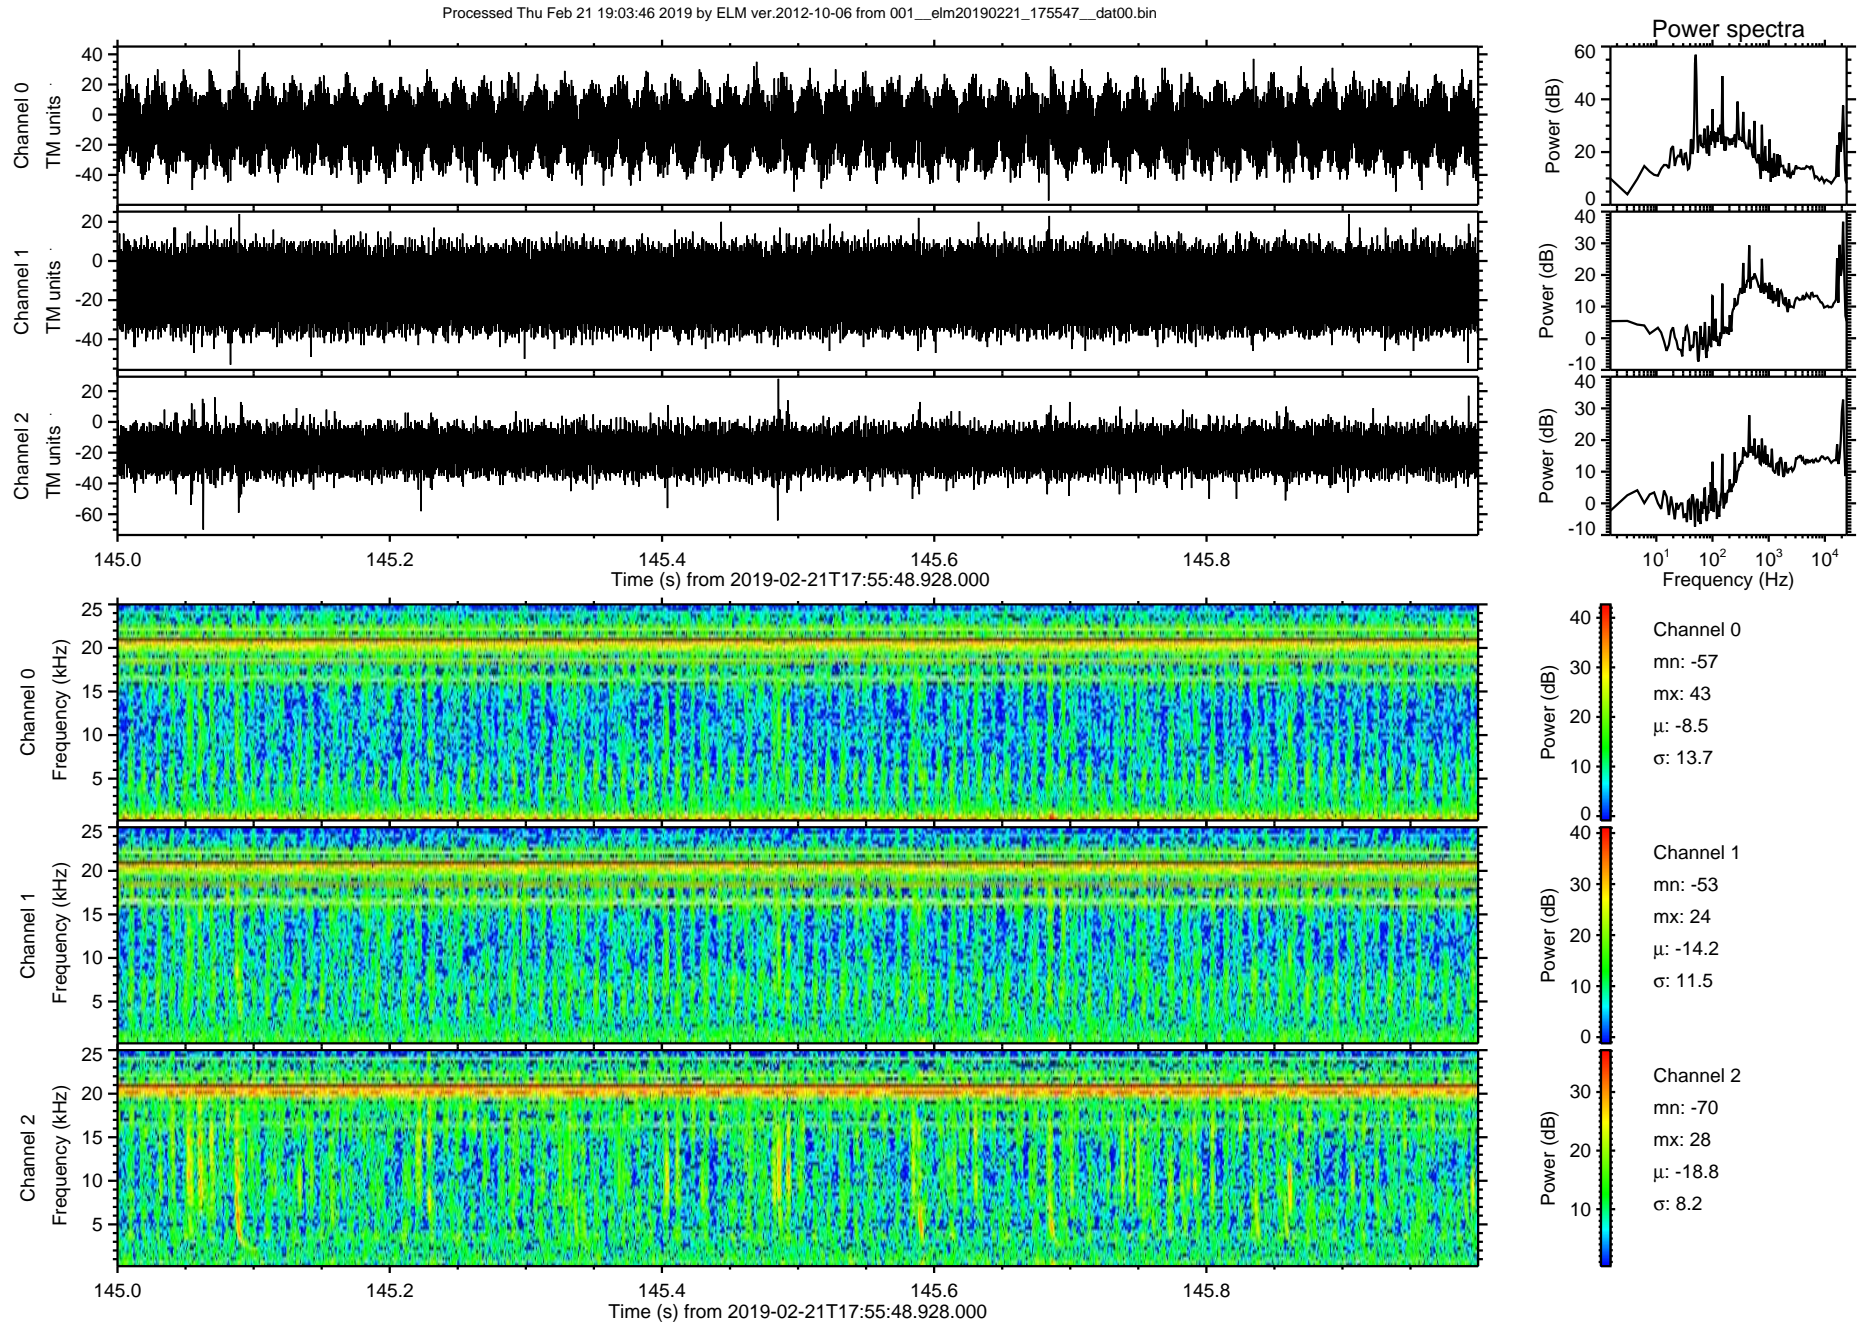 Processed Thu Feb 21 19:03:46 2019 by ELM ver.2012-10-06 from 001__elm20190221_175547__dat00.bin
Power spectra
Channel 0
TM units
40
20
0
-20
-40
Power (dB)
60
40
20
0
Channel 1
TM units
20
0
-20
-40
Power (dB)
40
30
20
10
0
-10
Channel 2
TM units
20
0
-20
-40
-60
Power (dB)
40
30
20
10
0
-10
145.0 145.2 145.4 145.6 145.8
Time (s) from 2019-02-21T17:55:48.928.000
10¹ 10² 10³ 10⁴
Frequency (Hz)
Channel 0
Frequency (kHz)
25
20
15
10
5
Power (dB)
40
30
20
10
0
Channel 0
mn: -57
mx: 43
μ: -8.5
σ: 13.7
Channel 1
Frequency (kHz)
25
20
15
10
5
Power (dB)
40
30
20
10
0
Channel 1
mn: -53
mx: 24
μ: -14.2
σ: 11.5
Channel 2
Frequency (kHz)
25
20
15
10
5
Power (dB)
30
20
10
Channel 2
mn: -70
mx: 28
μ: -18.8
σ: 8.2
145.0 145.2 145.4 145.6 145.8
Time (s) from 2019-02-21T17:55:48.928.000